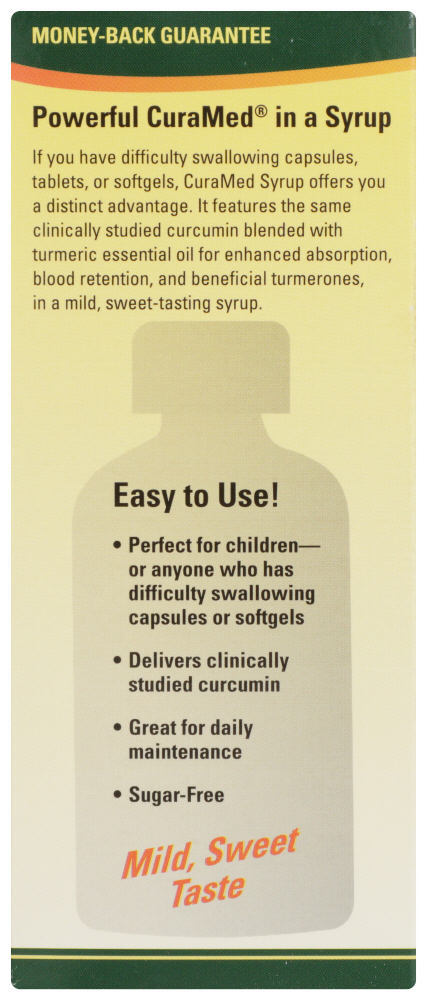 MONEY-BACK GUARANTEE
Powerful CuraMed® in a Syrup
If you have difficulty swallowing capsules,
tablets, or softgels, CuraMed Syrup offers you
a distinct advantage. It features the same
clinically studied curcumin blended with
turmeric essential oil for enhanced absorption,
blood retention, and beneficial turmerones,
in a mild, sweet-tasting syrup.
Easy to Use!
• Perfect for children—
or anyone who has
difficulty swallowing
capsules or softgels
• Delivers clinically
studied curcumin
• Great for daily
maintenance
• Sugar-Free
Mild, Sweet
Taste